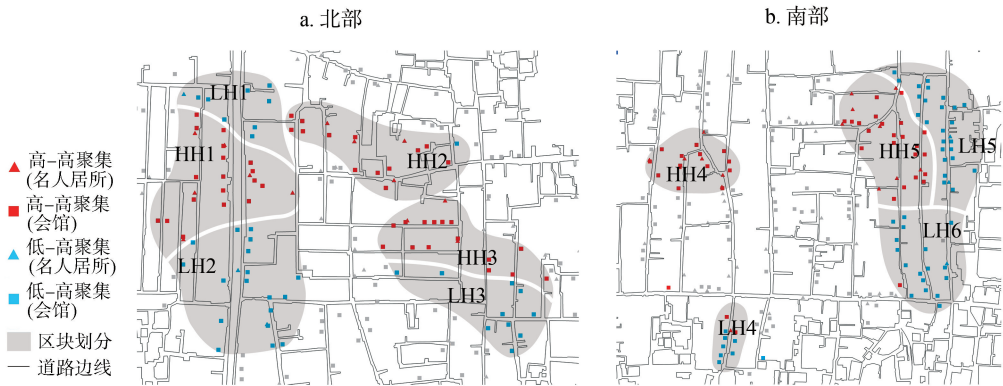 a. 北部
b. 南部
高–高聚集
(名人居所)
高–高聚集
(会馆)
低–高聚集
(名人居所)
低–高聚集
(会馆)
区块划分
道路边线
LH1
HH1
HH2
LH2
HH3
LH3
HH4
HH5
LH5
LH6
LH4